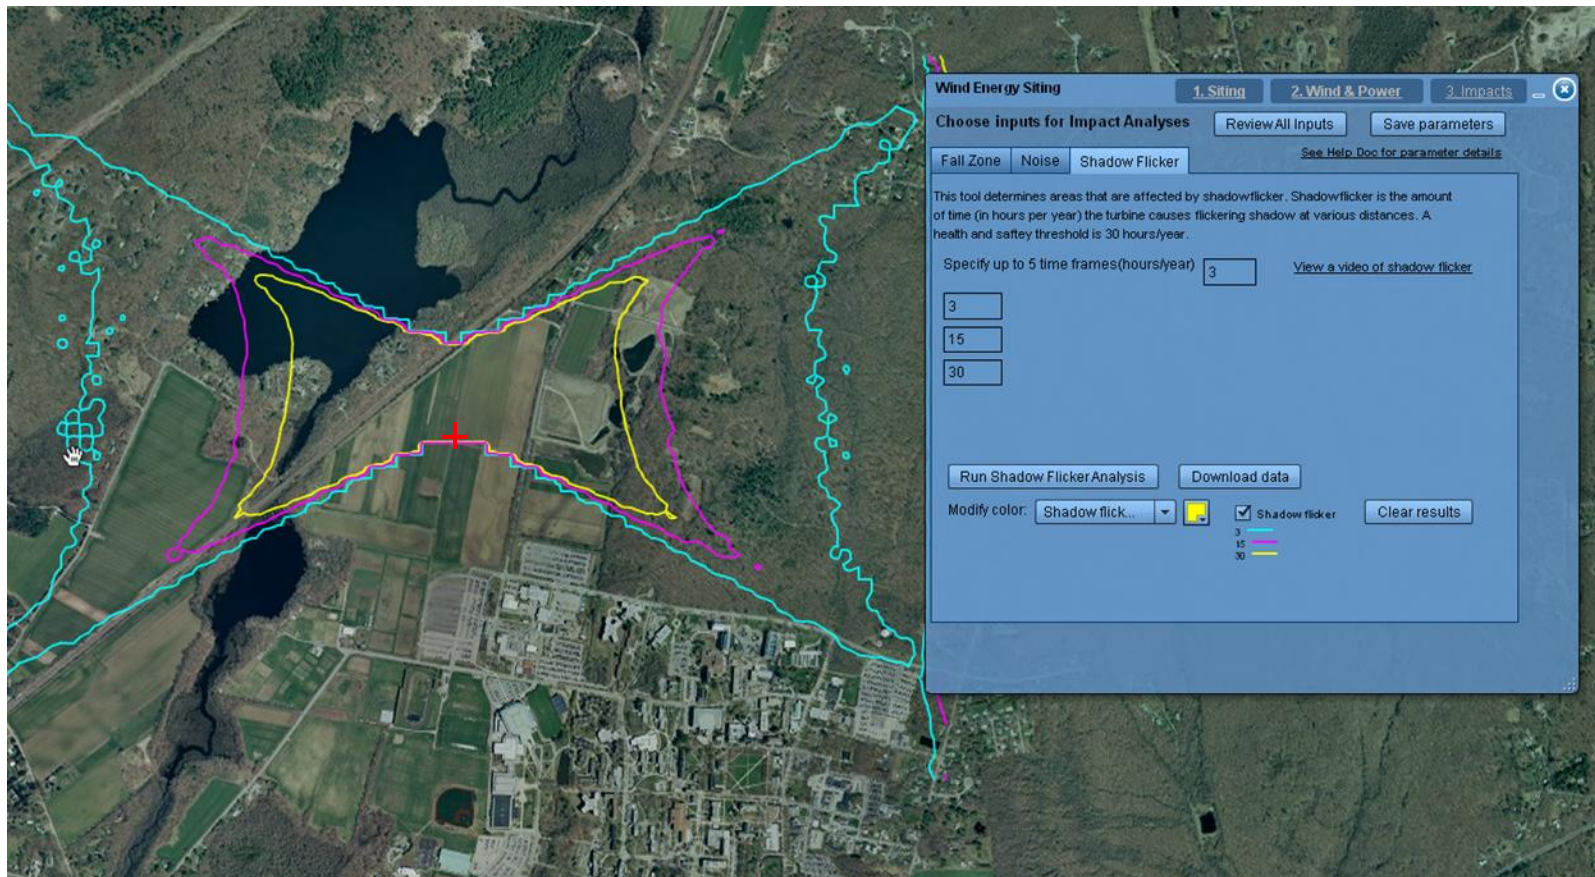 Wind Energy Siting
1. Siting
2. Wind & Power
3. Impacts
Choose inputs for Impact Analyses
Review All Inputs
Save parameters
Fall Zone
Noise
Shadow Flicker
See Help Doc for parameter details
This tool determines areas that are affected by shadowflicker. Shadowflicker is the amount
of time (in hours per year) the turbine causes flickering shadow at various distances. A
health and saftey threshold is 30 hours/year.
Specify up to 5 time frames(hours/year)
3
View a video of shadow flicker
3
15
30
Run Shadow Flicker Analysis
Download data
Modify color:
Shadow flick...
Shadow flicker
Clear results
3
15
30